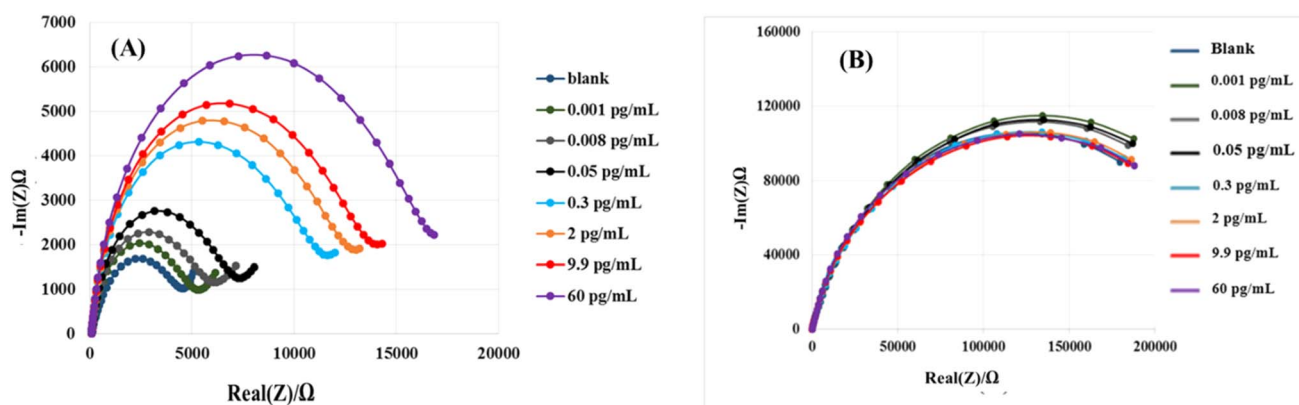 (A)
7000
6000
5000
4000
3000
2000
1000
0
-Im(Z)Ω
0 5000 10000 15000 20000
Real(Z)/Ω
blank
0.001 pg/mL
0.008 pg/mL
0.05 pg/mL
0.3 pg/mL
2 pg/mL
9.9 pg/mL
60 pg/mL
(B)
160000
120000
80000
40000
0
-Im(Z)Ω
0 50000 100000 150000 200000
Real(Z)/Ω
Blank
0.001 pg/mL
0.008 pg/mL
0.05 pg/mL
0.3 pg/mL
2 pg/mL
9.9 pg/mL
60 pg/mL